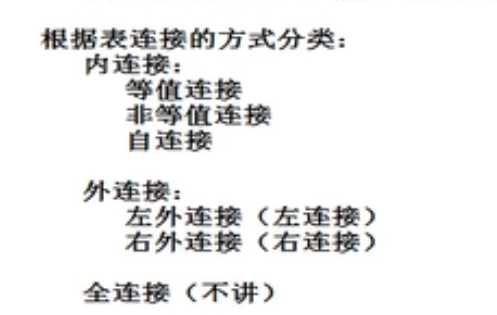 根据表连接的方式分类：
内连接：
等值连接
非等值连接
自连接
外连接：
左外连接（左连接）
右外连接（右连接）
全连接（不讲）